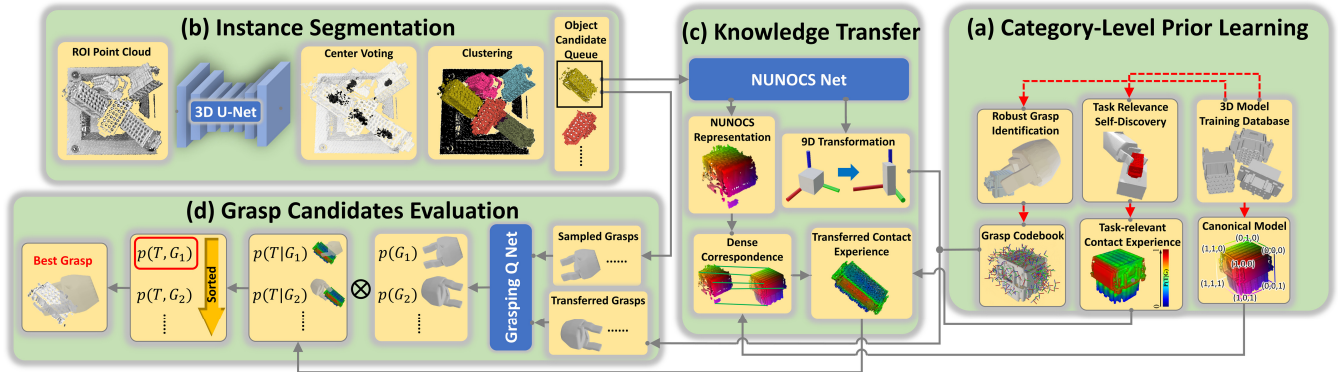 (b) Instance Segmentation
ROI Point Cloud
3D U-Net
Center Voting
Clustering
Object
Candidate
Queue
......
(c) Knowledge Transfer
NUNOCS Net
NUNOCS
Representation
9D Transformation
Dense
Correspondence
Transferred Contact
Experience
(a) Category-Level Prior Learning
Robust Grasp
Identification
Task Relevance
Self-Discovery
3D Model
Training Database
Grasp Codebook
Task-relevant
Contact Experience
Canonical Model
(0,1,0)
(1,1,0)
(0,0,0)
(1,0,0)
(1,1,1)
(0,0,1)
(1,0,1)
(d) Grasp Candidates Evaluation
Best Grasp
p(T, G₁)
p(T, G₂)
......
Sorted
p(T|G₁)
p(T|G₂)
......
⊗
p(G₁)
p(G₂)
......
Grasping Q Net
Sampled Grasps
......
Transferred Grasps
......